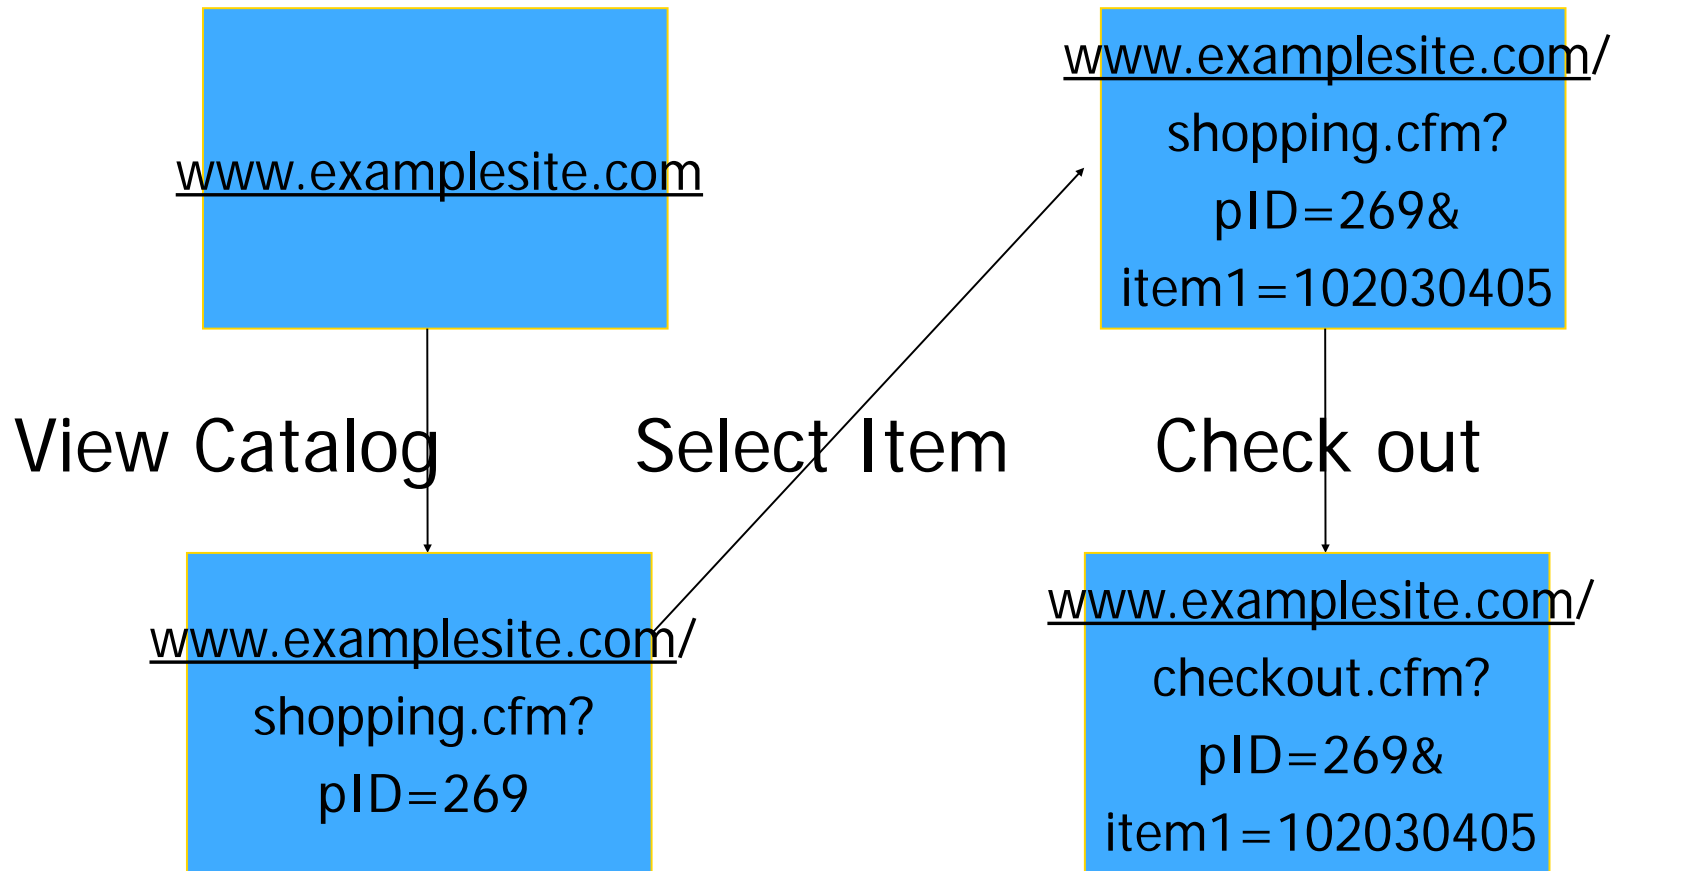 www.examplesite.com
View Catalog
www.examplesite.com/
shopping.cfm?
pID=269
Select Item
www.examplesite.com/
shopping.cfm?
pID=269&
item1=102030405
Check out
www.examplesite.com/
checkout.cfm?
pID=269&
item1=102030405